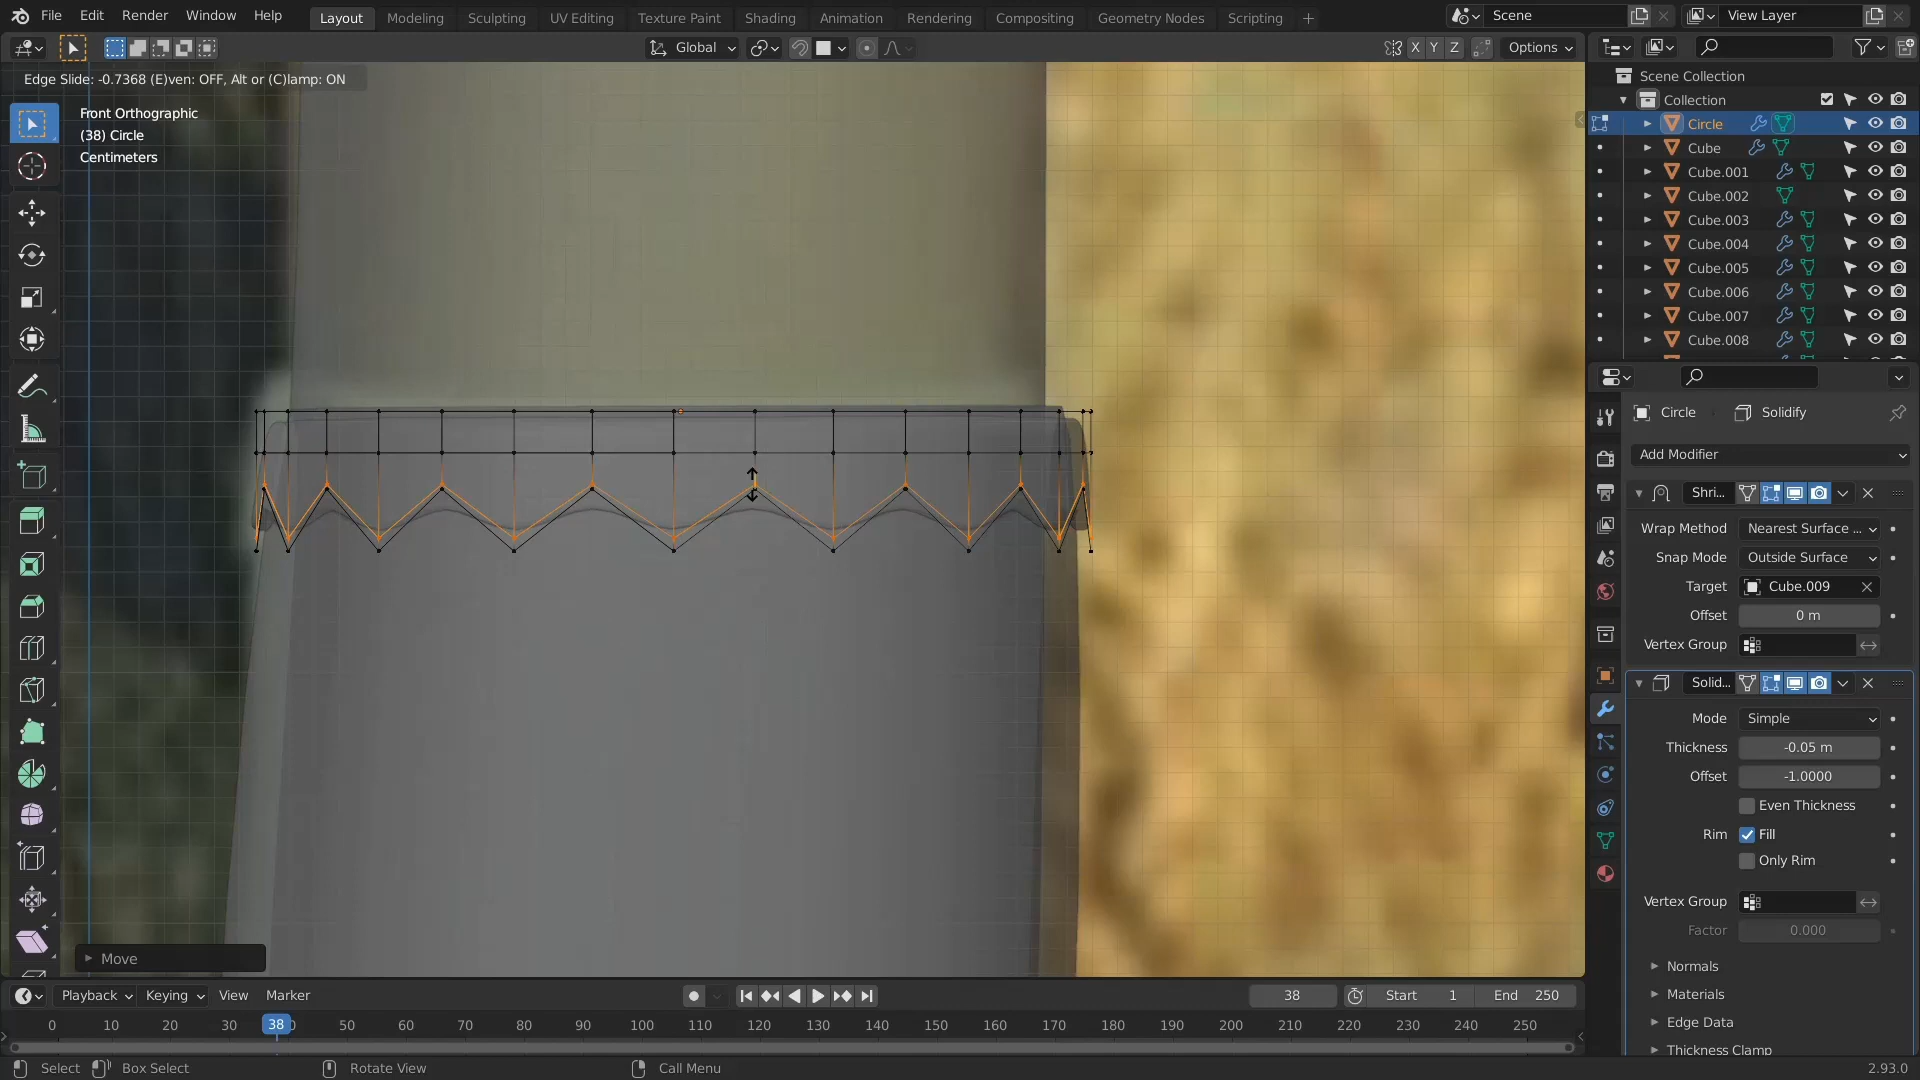 File Edit Render Window Help Layout Modeling Sculpting UV Editing Texture Paint Shading Animation Rendering Compositing Geometry Nodes Scripting + Scene View Layer
Global X Y Z Options
Edge Slide: -0.7368 (E)ven: OFF, Alt or (C)lamp: ON
Front Orthographic
(38) Circle
Centimeters
Move
Scene Collection
Collection
Circle
Cube
Cube.001
Cube.002
Cube.003
Cube.004
Cube.005
Cube.006
Cube.007
Cube.008
Circle Solidify
Add Modifier
Shri...
Wrap Method Nearest Surface ...
Snap Mode Outside Surface
Target Cube.009
Offset 0 m
Vertex Group
Solid...
Mode Simple
Thickness -0.05 m
Offset -1.0000
Even Thickness
Rim Fill
Only Rim
Vertex Group
Factor 0.000
Normals
Materials
Edge Data
Thickness Clamp
Playback Keying View Marker 38 Start 1 End 250
0 10 20 30 38 50 60 70 80 90 100 110 120 130 140 150 160 170 180 190 200 210 220 230 240 250
Select Box Select Rotate View Call Menu 2.93.0